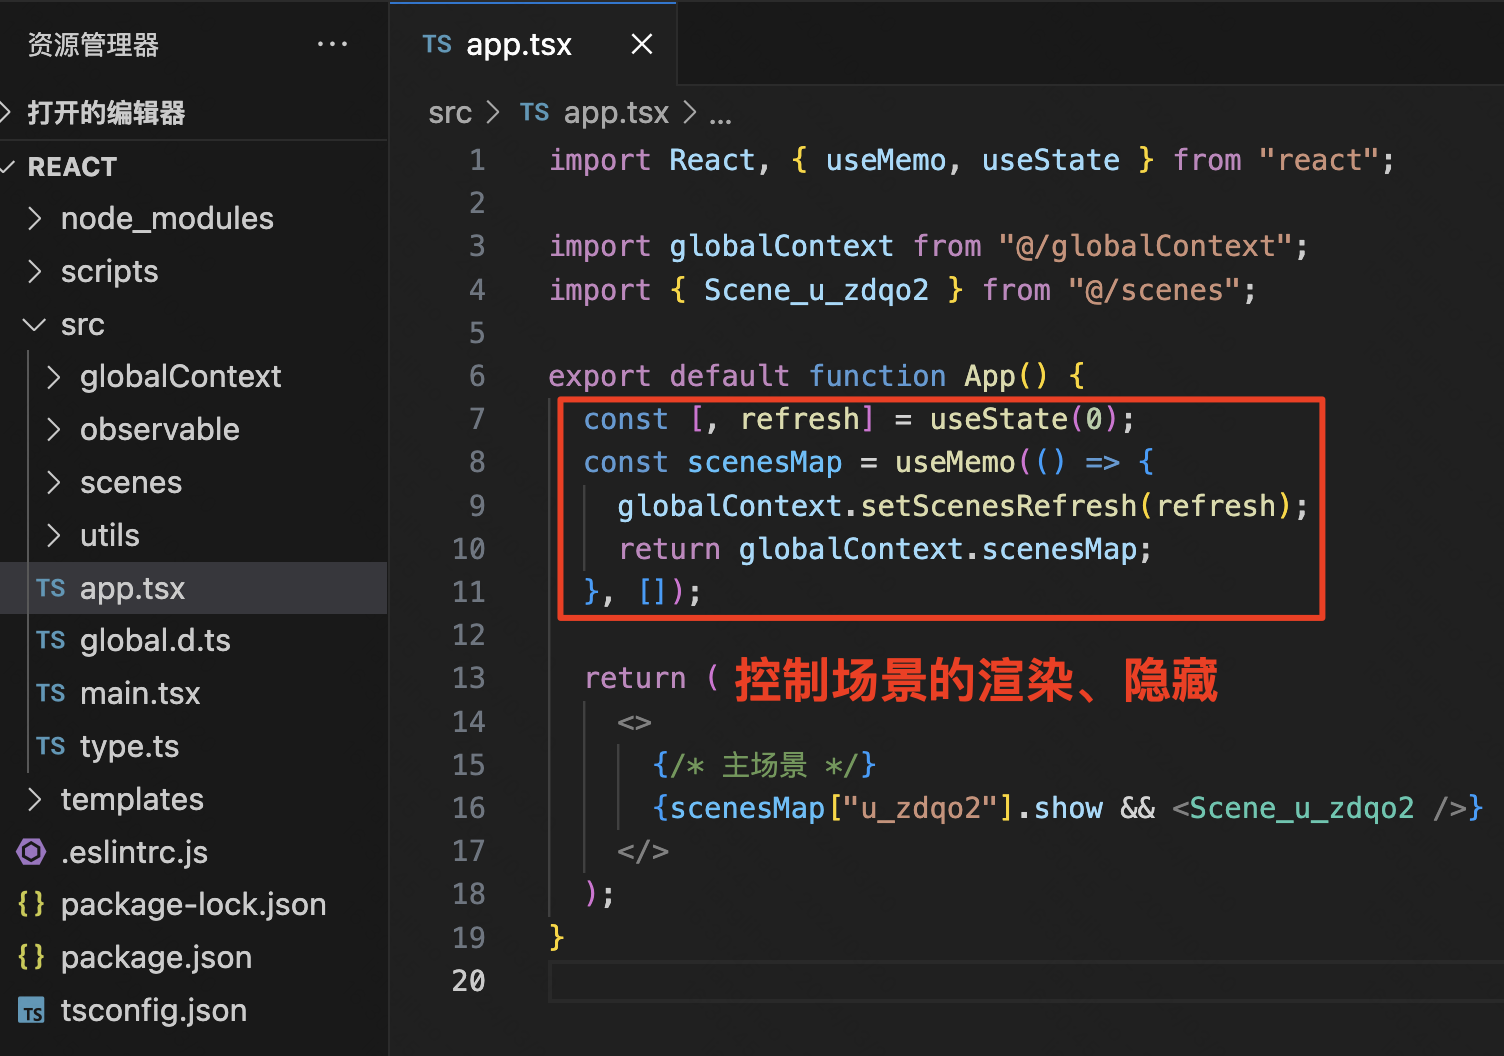 资源管理器
···
打开的编辑器
REACT
node_modules
scripts
src
globalContext
observable
scenes
utils
TS app.tsx
TS global.d.ts
TS main.tsx
TS type.ts
templates
.eslintrc.js
{} package-lock.json
{} package.json
TS tsconfig.json
TS app.tsx ×
src > TS app.tsx > ...
1 import React, { useMemo, useState } from "react";
2
3 import globalContext from "@/globalContext";
4 import { Scene_u_zdqo2 } from "@/scenes";
5
6 export default function App() {
7 const [, refresh] = useState(0);
8 const scenesMap = useMemo(() => {
9 globalContext.setScenesRefresh(refresh);
10 return globalContext.scenesMap;
11 }, []);
12
13 return ( 控制场景的渲染、隐藏
14 <>
15 {/* 主场景 */}
16 {scenesMap["u_zdqo2"].show && <Scene_u_zdqo2 />}
17 </>
18 );
19 }
20